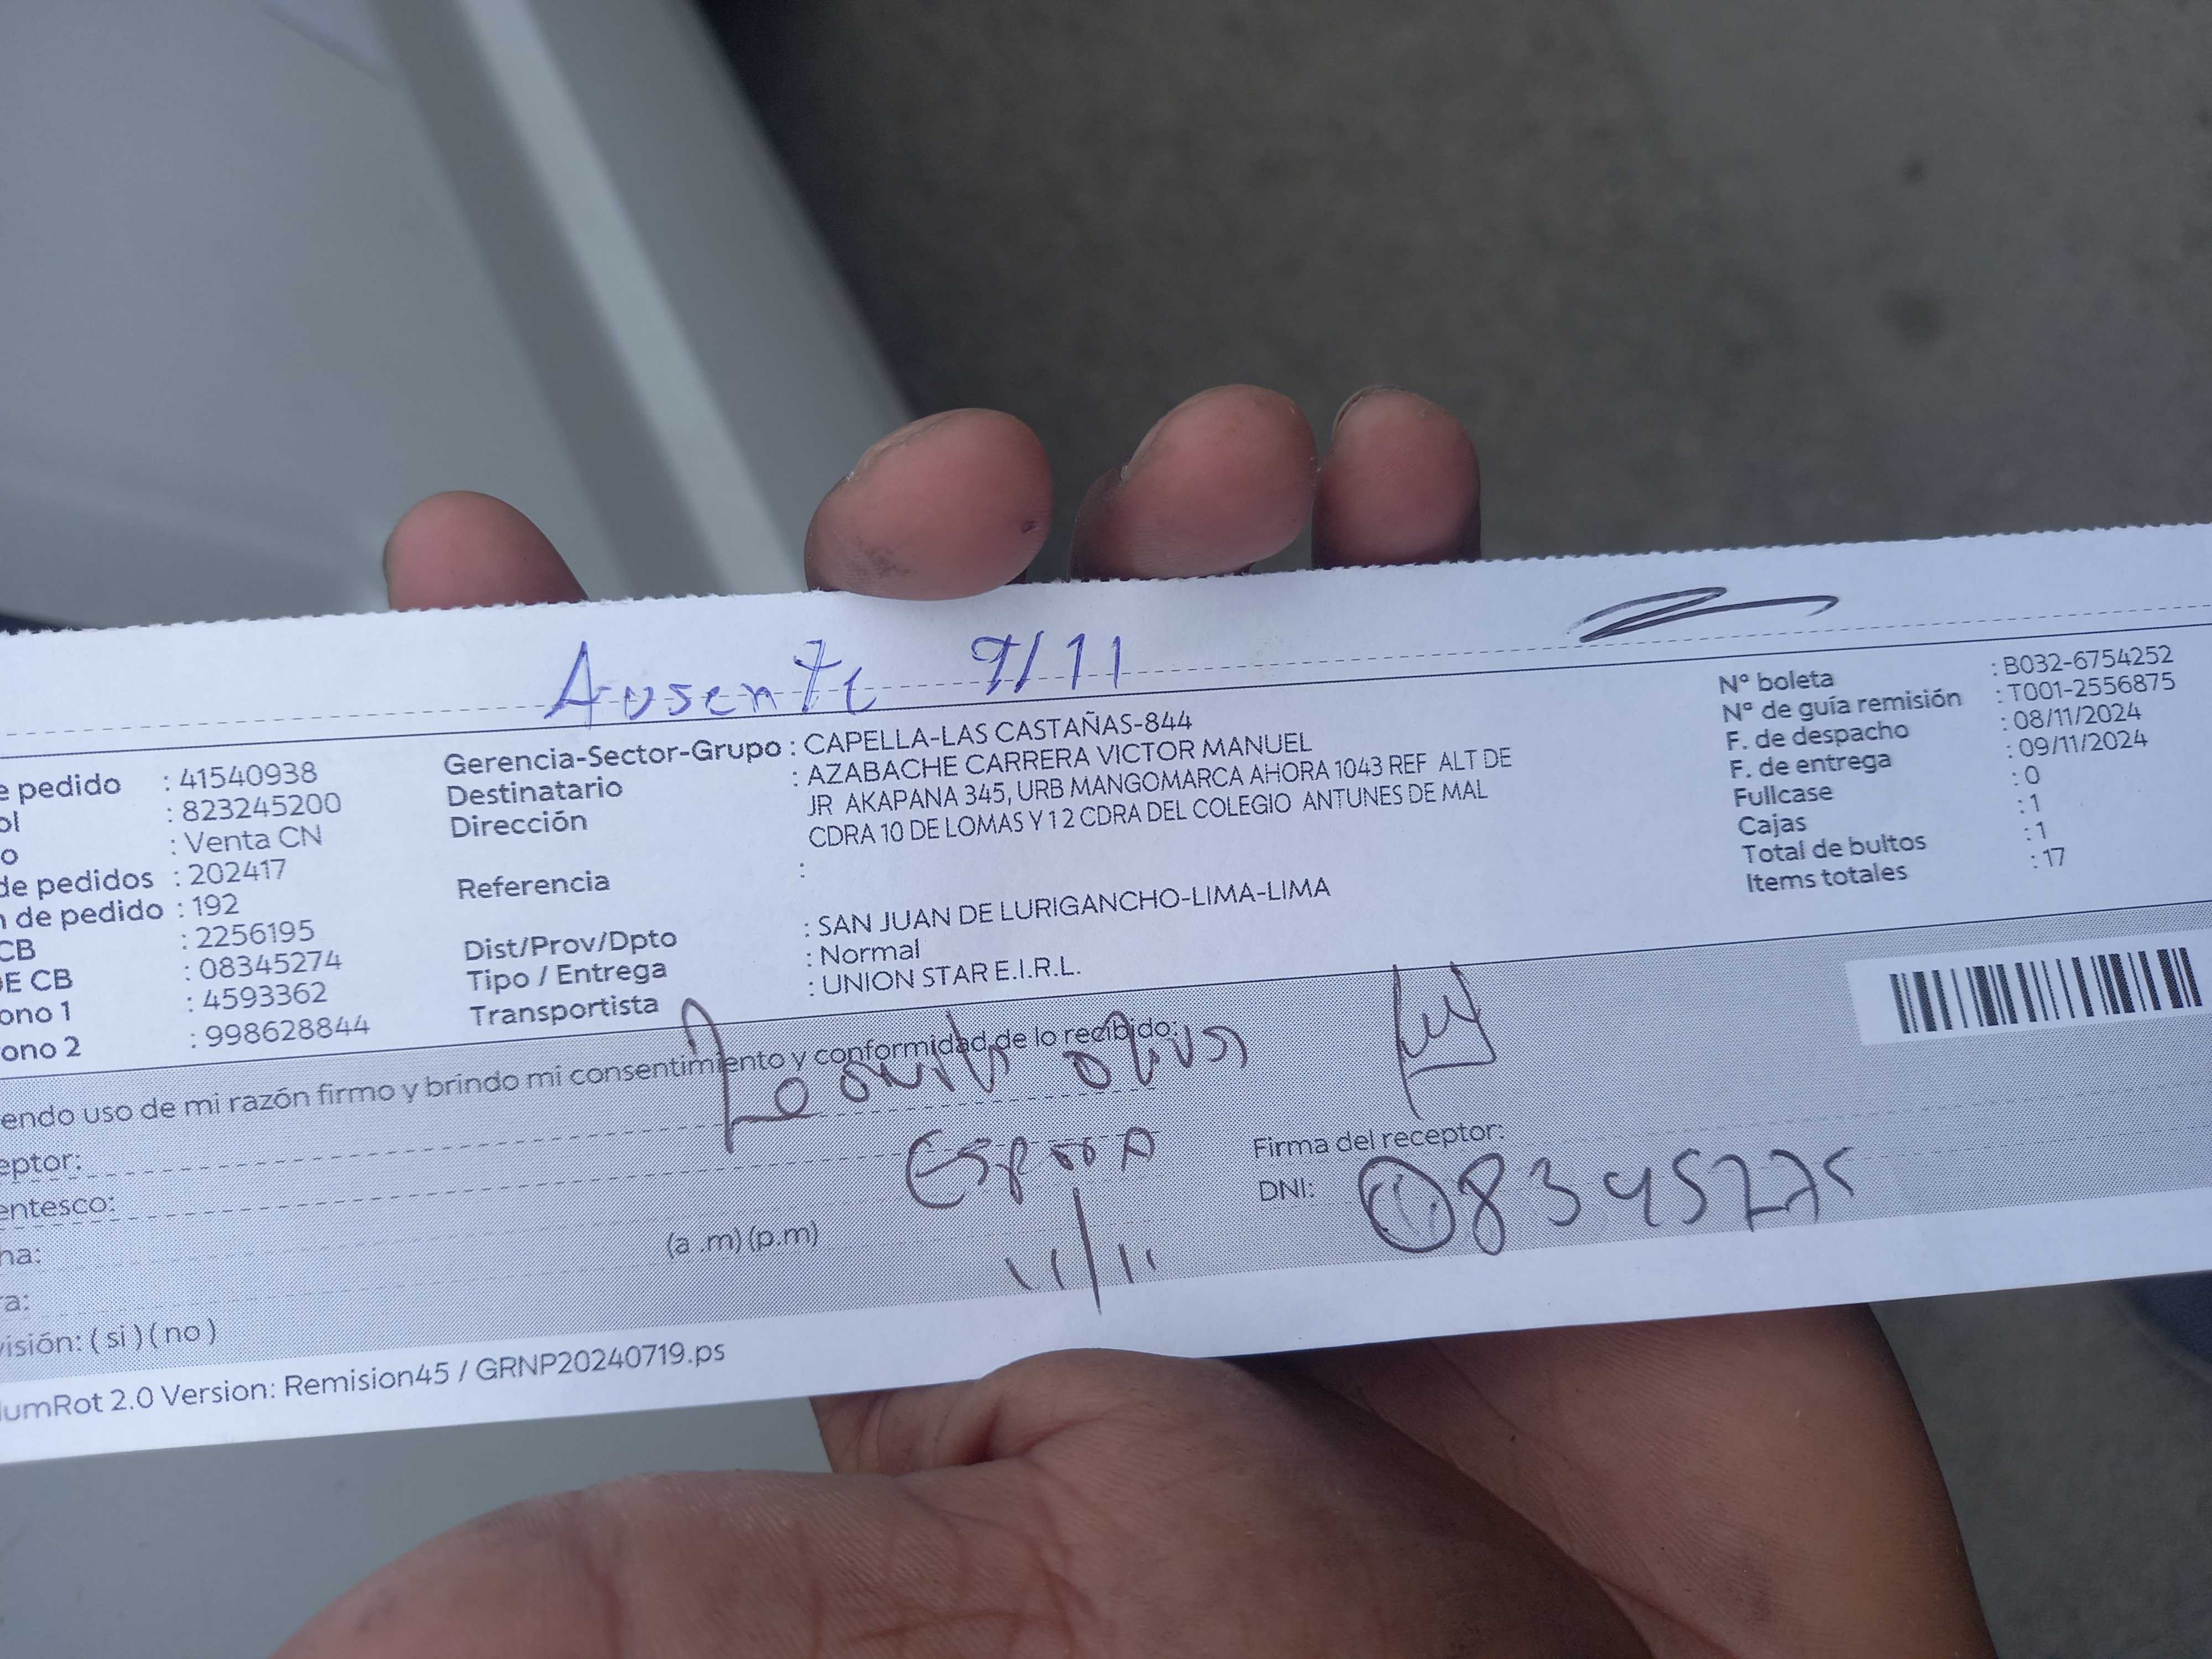 Ausente 9/11
e pedido : 41540938
ol : 823245200
o : Venta CN
de pedidos : 202417
n de pedido : 192
CB : 2256195
DE CB : 08345274
ono 1 : 4593362
ono 2 : 998628844
Gerencia-Sector-Grupo : CAPELLA-LAS CASTAÑAS-844
Destinatario : AZABACHE CARRERA VICTOR MANUEL
Dirección : JR AKAPANA 345, URB MANGOMARCA AHORA 1043 REF ALT DE
CDRA 10 DE LOMAS Y 1 2 CDRA DEL COLEGIO ANTUNES DE MAL
Referencia :
Dist/Prov/Dpto : SAN JUAN DE LURIGANCHO-LIMA-LIMA
Tipo / Entrega : Normal
Transportista : UNION STAR E.I.R.L.
Nº boleta : B032-6754252
Nº de guía remisión : T001-2556875
F. de despacho : 08/11/2024
F. de entrega : 09/11/2024
Fullcase : 0
Cajas : 1
Total de bultos : 1
Items totales : 17
endo uso de mi razón firmo y brindo mi consentimiento y conformidad de lo recibido:
eptor:
entesco: Esposa
ha: 11/11
ra: (a .m) (p.m)
visión: ( si ) ( no )
Firma del receptor:
DNI: 08345275
lumRot 2.0 Version: Remision45 / GRNP20240719.ps